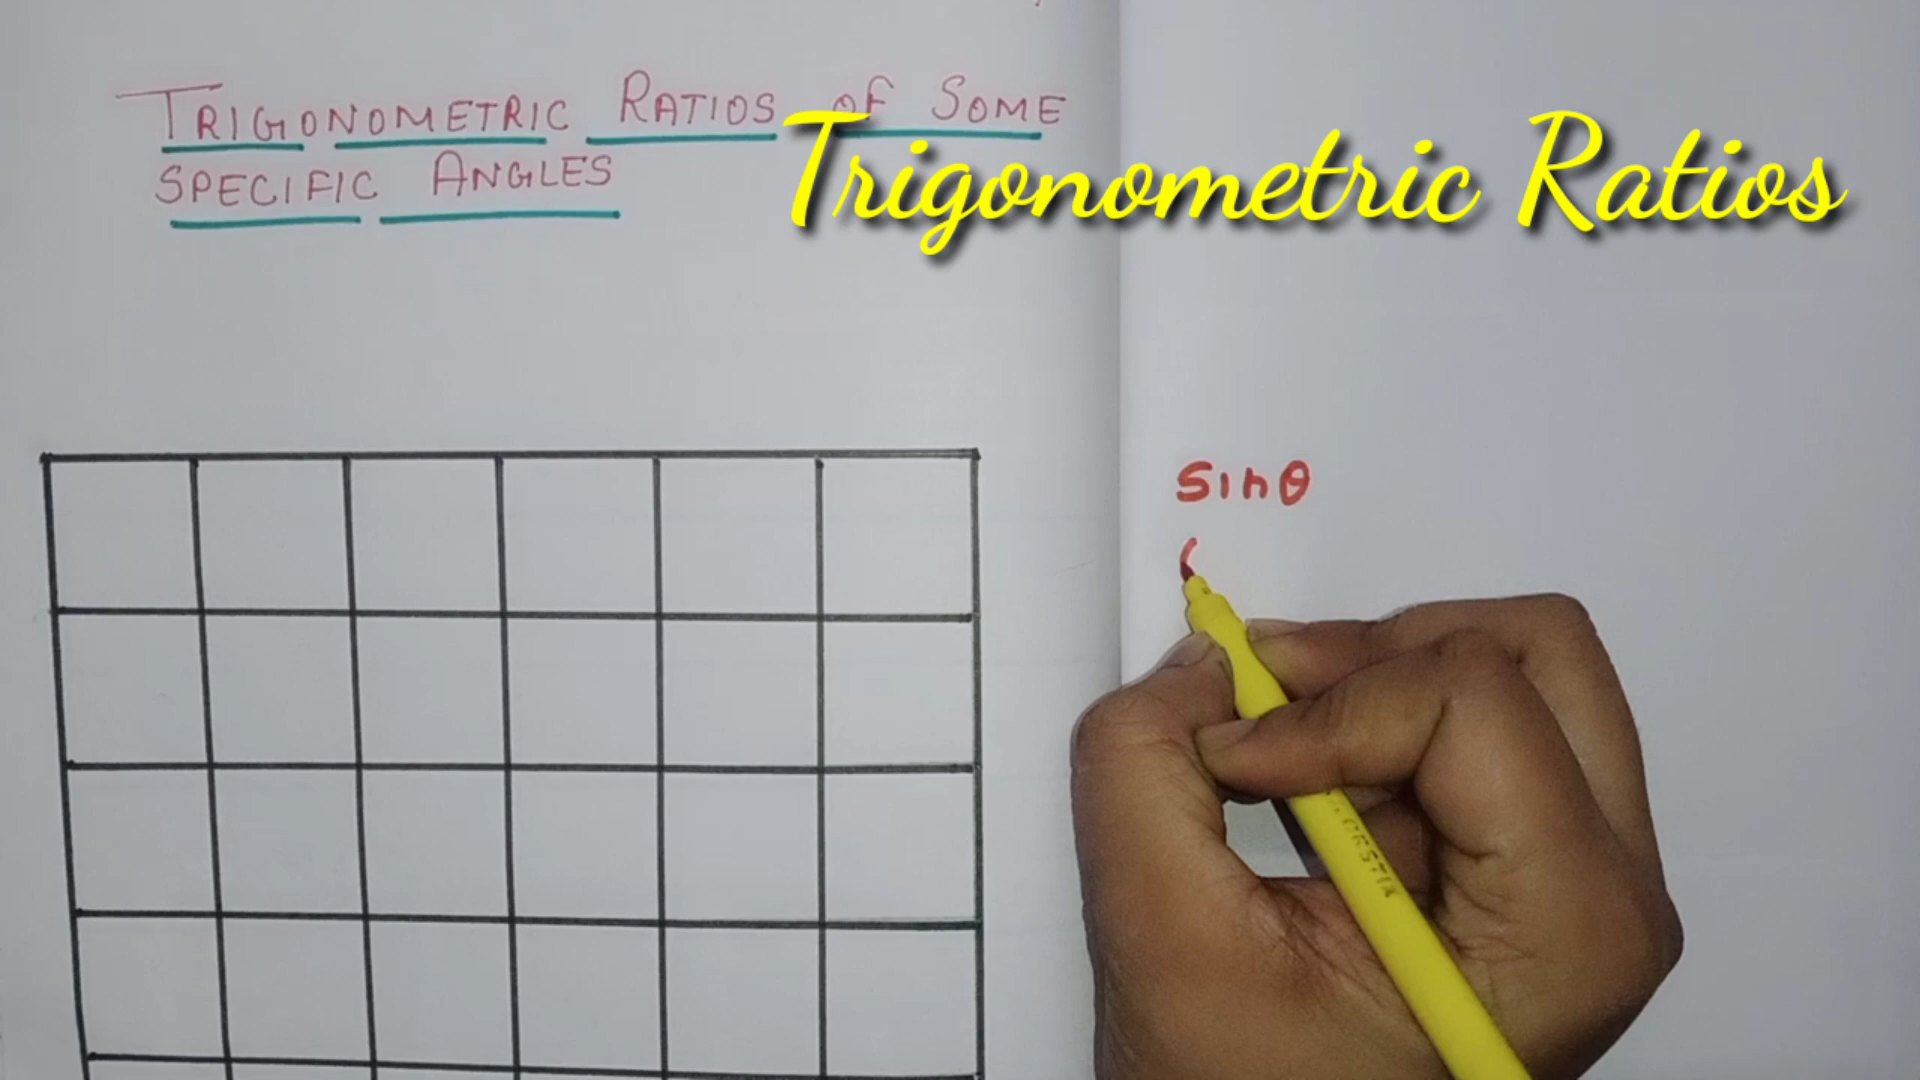 TRIGONOMETRIC RATIOS OF SOME
SPECIFIC ANGLES
Trigonometric Ratios
sinθ